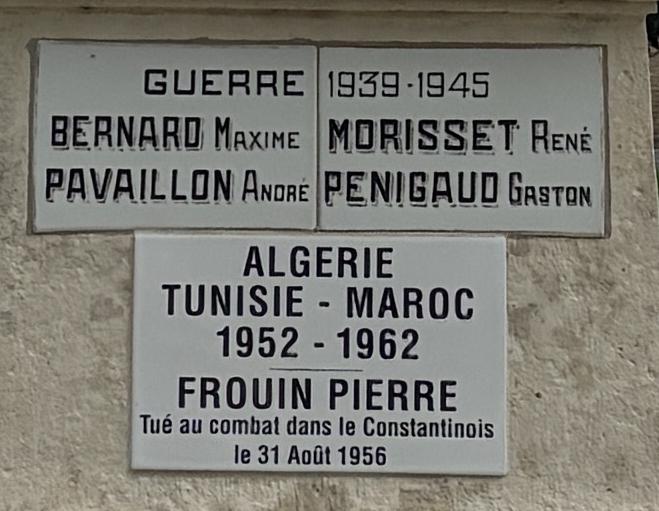 GUERRE 1939-1945
BERNARD MAXIME MORISSET RENÉ
PAVAILLON ANDRÉ PENIGAUD GASTON
ALGERIE
TUNISIE - MAROC
1952 - 1962
FROUIN PIERRE
Tué au combat dans le Constantinois
le 31 Août 1956